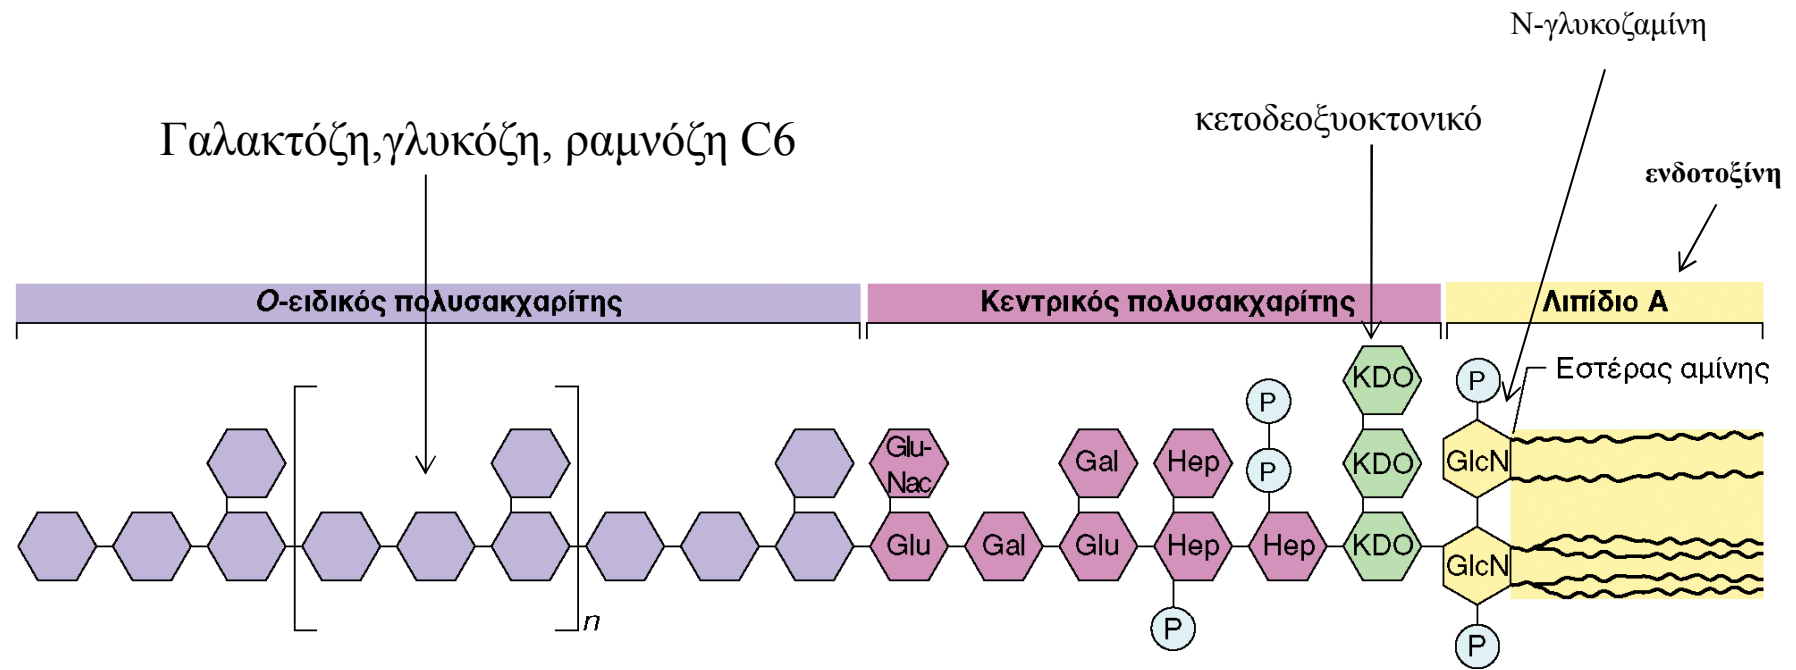 Ν-γλυκοζαμίνη
κετοδεοξυοκτονικό
Γαλακτόζη,γλυκόζη, ραμνόζη C6
ενδοτοξίνη
Ο-ειδικός πολυσακχαρίτης
Κεντρικός πολυσακχαρίτης
Λιπίδιο Α
Εστέρας αμίνης
KDO
P
P
Glu-
Nac
Gal
Hep
P
KDO
GlcN
Glu
Gal
Glu
Hep
Hep
KDO
GlcN
n
P
P